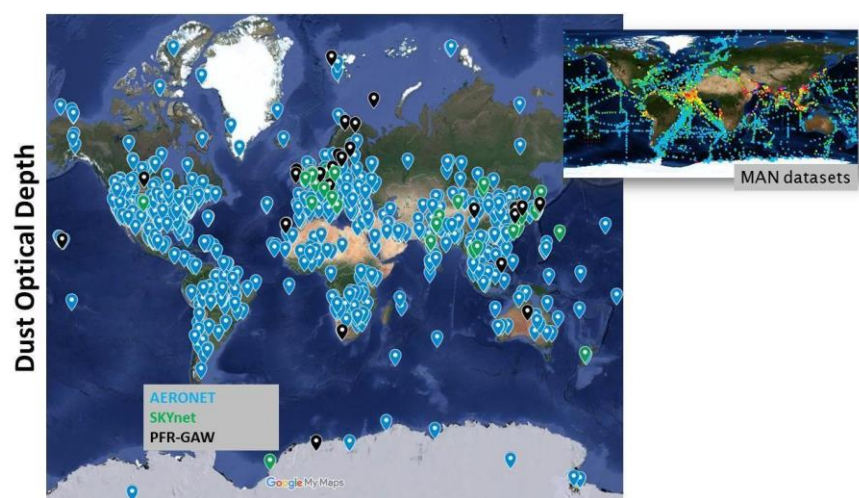 Dust Optical Depth
MAN datasets
AERONET
SKYnet
PFR-GAW
Google My Maps